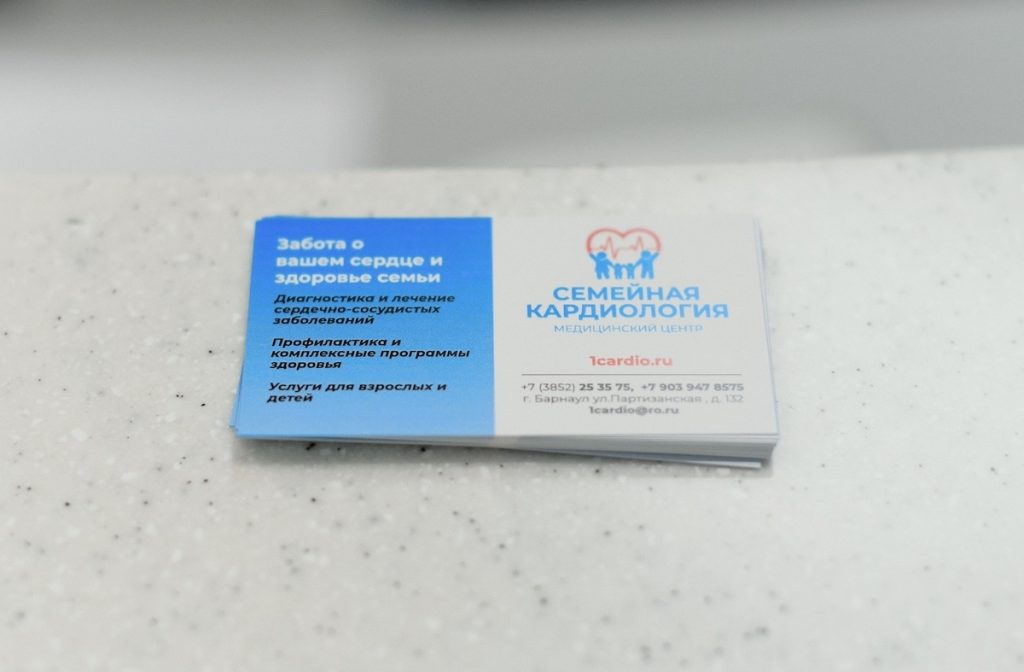 Забота о
вашем сердце и
здоровье семьи
Диагностика и лечение
сердечно-сосудистых
заболеваний
Профилактика и
комплексные программы
здоровья
Услуги для взрослых и
детей
СЕМЕЙНАЯ
КАРДИОЛОГИЯ
МЕДИЦИНСКИЙ ЦЕНТР
1cardio.ru
+7 (3852) 25 35 75, +7 903 947 8575
г. Барнаул ул.Партизанская , д. 132
1cardio@ro.ru